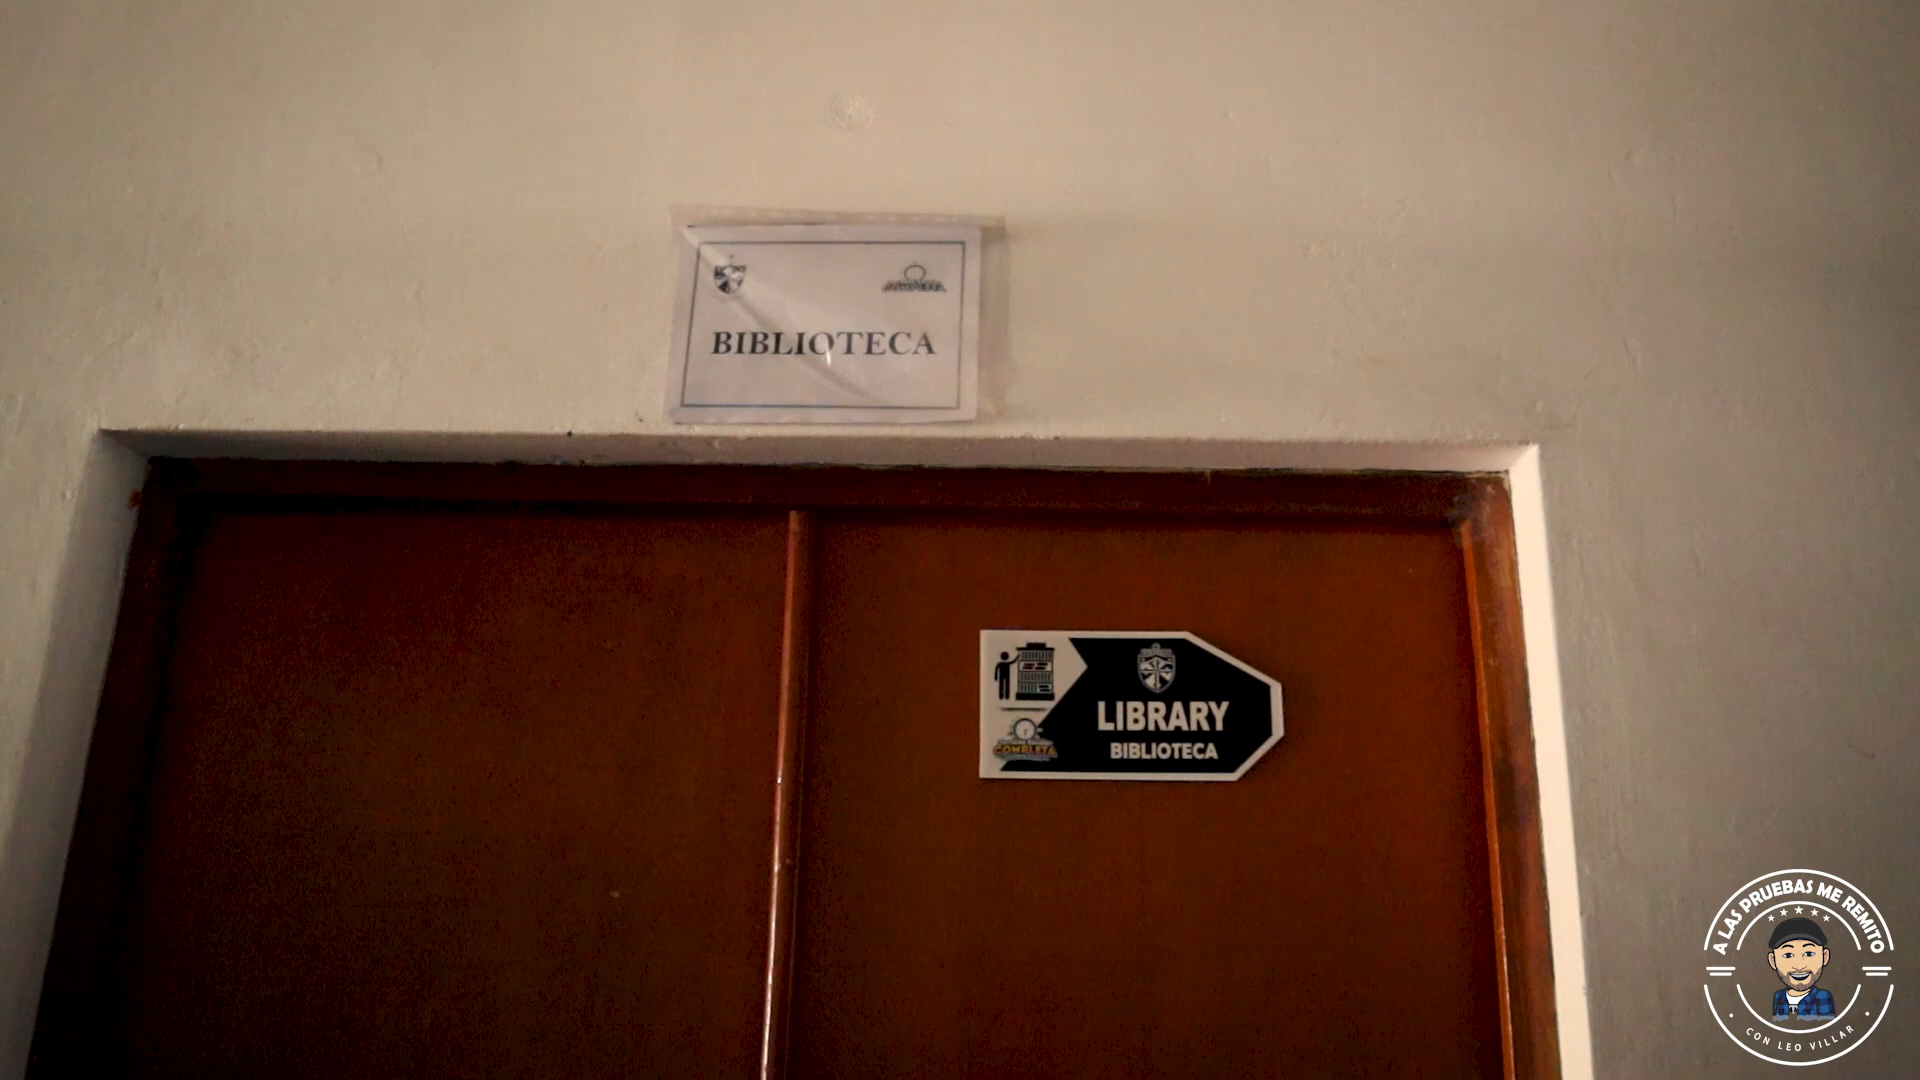 BIBLIOTECA
LIBRARY
BIBLIOTECA
COMPLETA
A LAS PRUEBAS ME REMITO
CON LEO VILLAR